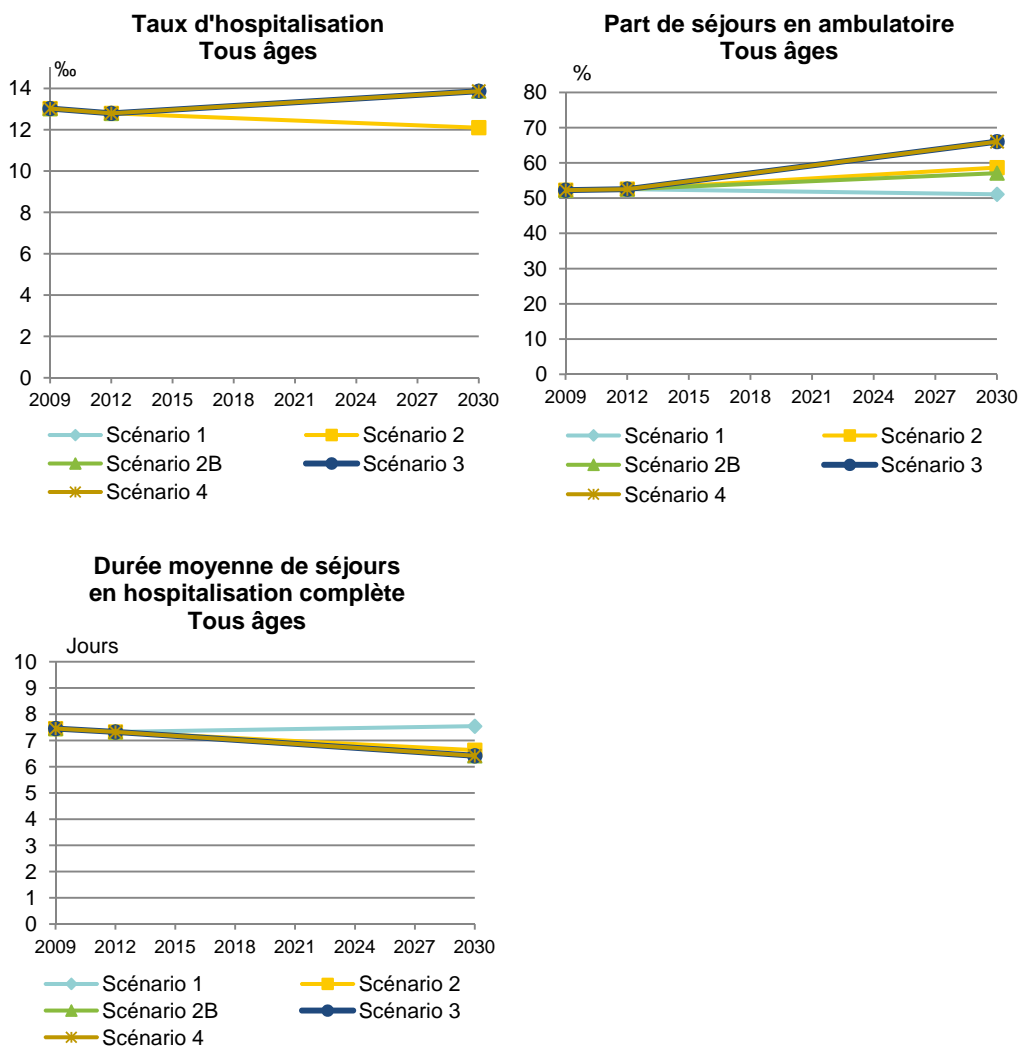 Taux d'hospitalisation
Tous âges
‰
14
12
10
8
6
4
2
0
2009 2012 2015 2018 2021 2024 2027 2030
Scénario 1 Scénario 2
Scénario 2B Scénario 3
Scénario 4
Part de séjours en ambulatoire
Tous âges
%
80
70
60
50
40
30
20
10
0
2009 2012 2015 2018 2021 2024 2027 2030
Scénario 1 Scénario 2
Scénario 2B Scénario 3
Scénario 4
Durée moyenne de séjours
en hospitalisation complète
Tous âges
Jours
10
9
8
7
6
5
4
3
2
1
0
2009 2012 2015 2018 2021 2024 2027 2030
Scénario 1 Scénario 2
Scénario 2B Scénario 3
Scénario 4